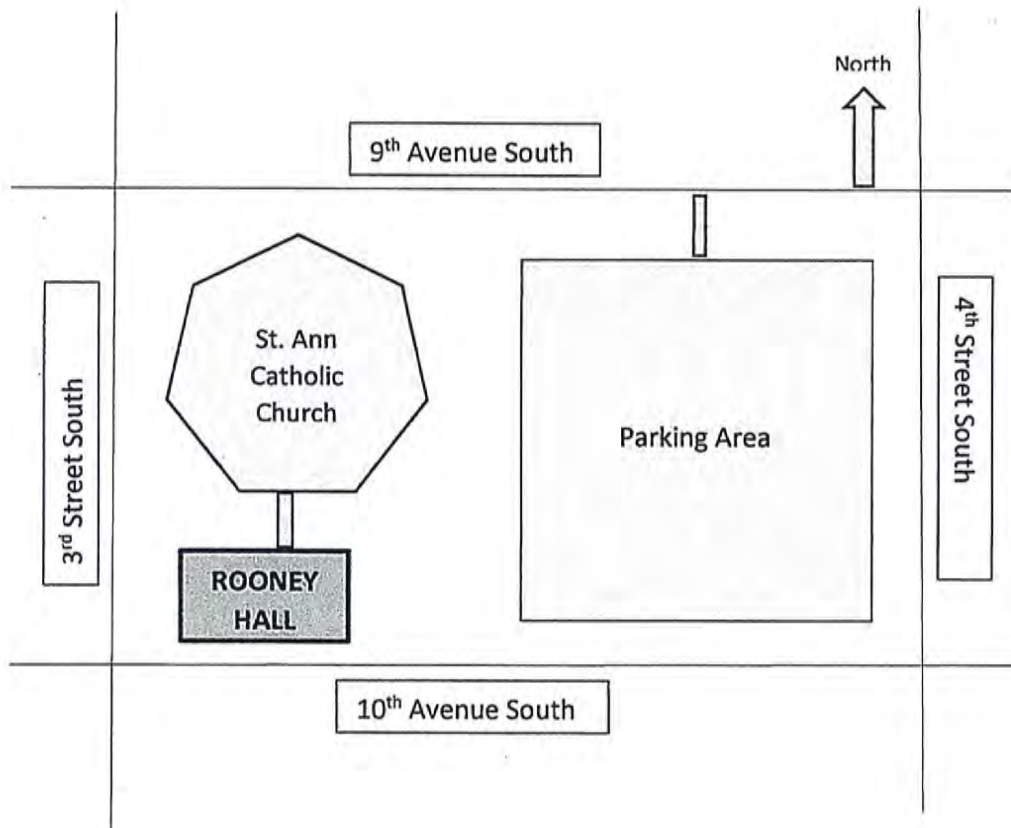 North
9th Avenue South
St. Ann
Catholic
Church
3rd Street South
Parking Area
4th Street South
ROONEY
HALL
10th Avenue South